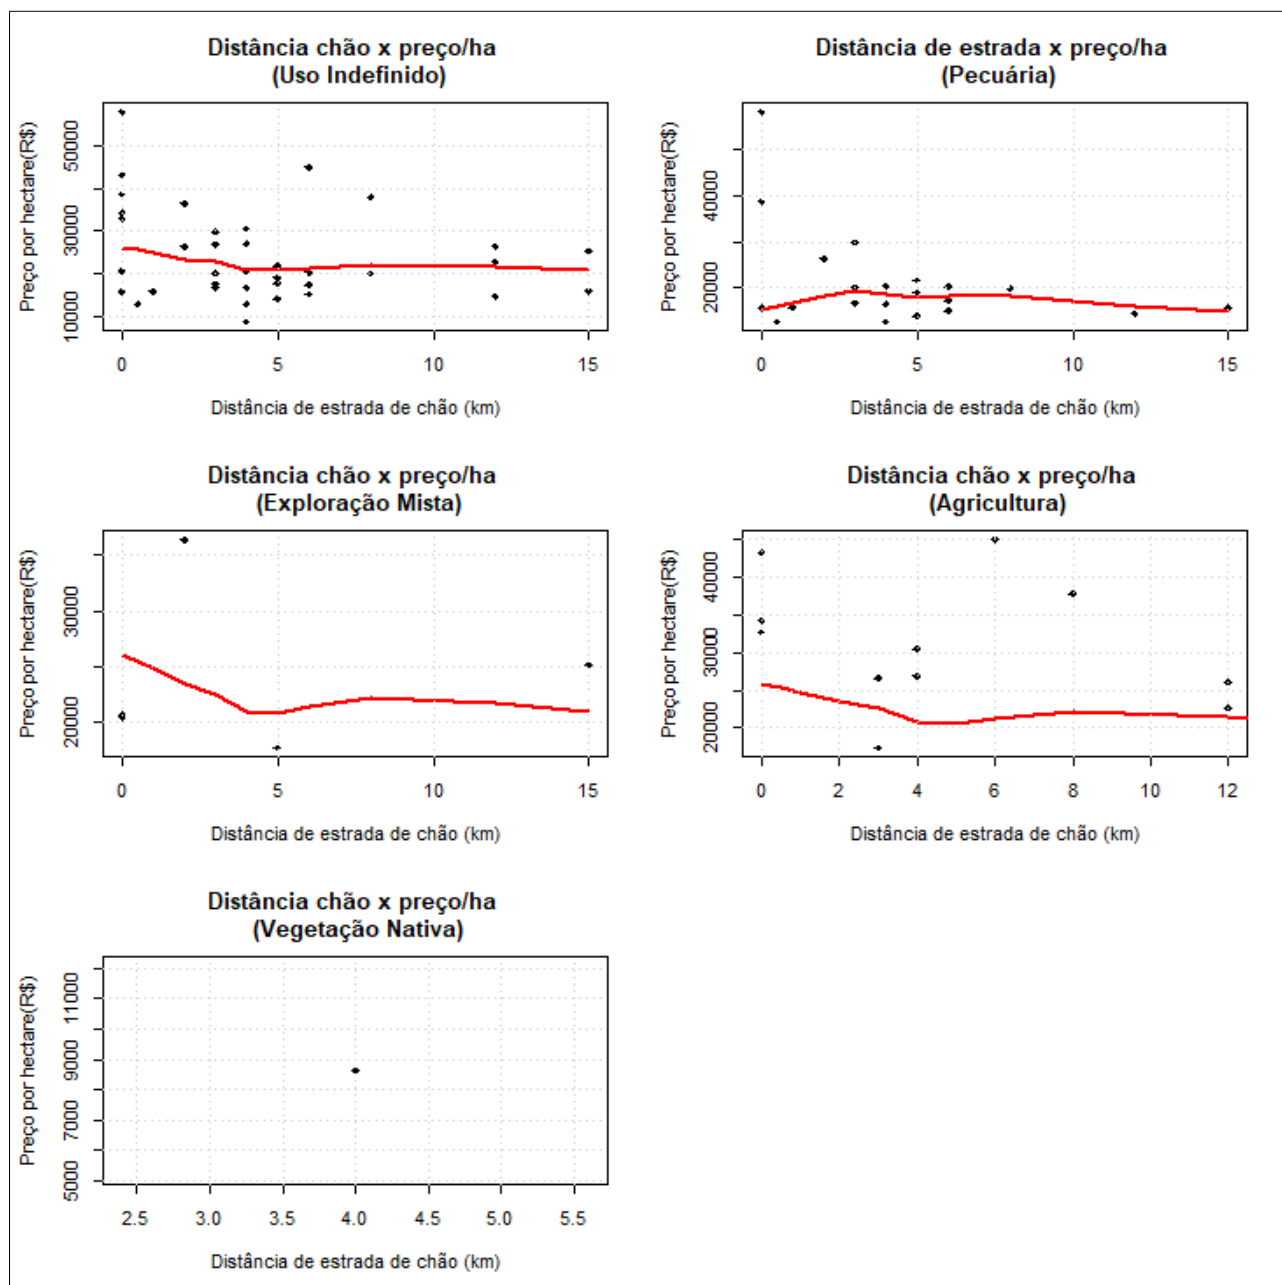 Distância chão x preço/ha
(Uso Indefinido)
Preço por hectare(R$)
50000
30000
10000
0
5
10
15
Distância de estrada de chão (km)
Distância de estrada x preço/ha
(Pecuária)
Preço por hectare(R$)
40000
20000
0
5
10
15
Distância de estrada de chão (km)
Distância chão x preço/ha
(Exploração Mista)
Preço por hectare(R$)
30000
20000
0
5
10
15
Distância de estrada de chão (km)
Distância chão x preço/ha
(Agricultura)
Preço por hectare(R$)
40000
30000
20000
0
2
4
6
8
10
12
Distância de estrada de chão (km)
Distância chão x preço/ha
(Vegetação Nativa)
Preço por hectare(R$)
11000
9000
7000
5000
2.5
3.0
3.5
4.0
4.5
5.0
5.5
Distância de estrada de chão (km)